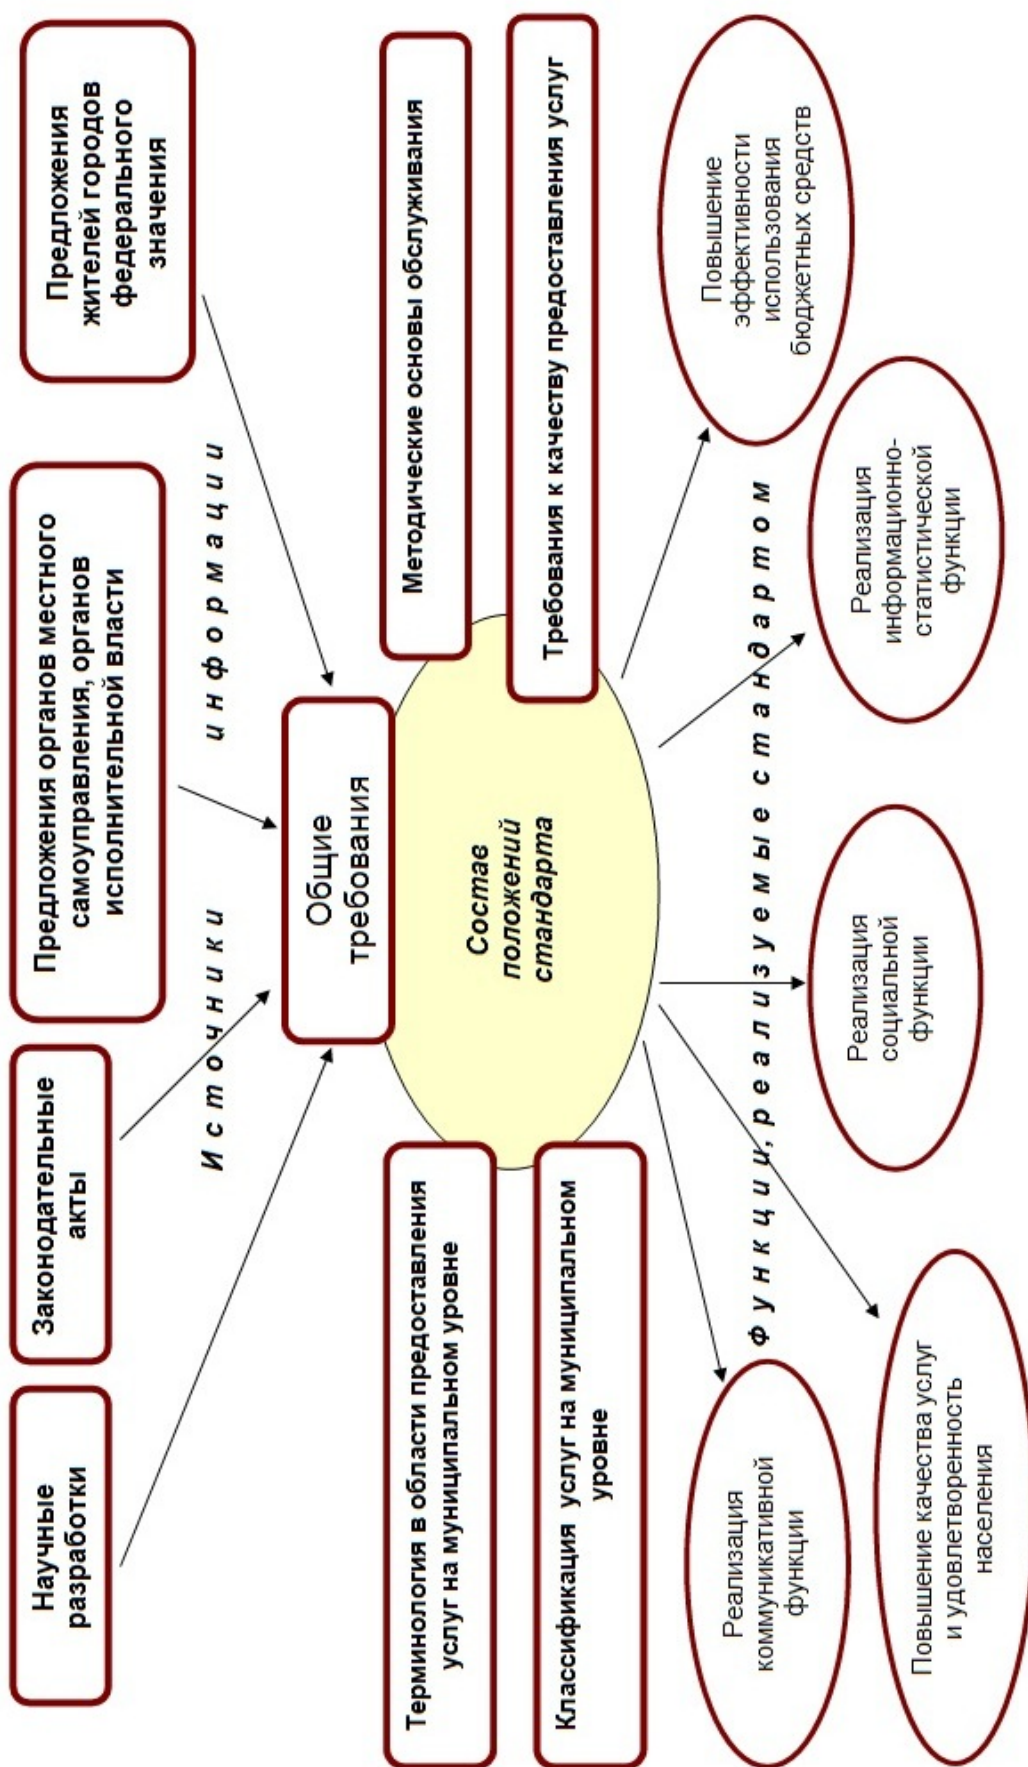 Научные
разработки
Законодательные
акты
Предложения органов местного
самоуправления, органов
исполнительной власти
Предложения
жителей городов
федерального
значения
Источники информации
Общие
требования
Терминология в области предоставления
услуг на муниципальном уровне
Классификация услуг на муниципальном
уровне
Состав
положений
стандарта
Методические основы обслуживания
Требования к качеству предоставления услуг
Функции, реализуемые стандартом
Реализация
коммуникативной
функции
Повышение качества услуг
и удовлетворенность
населения
Реализация
социальной
функции
Реализация
информационно-
статистической
функции
Повышение
эффективности
использования
бюджетных средств